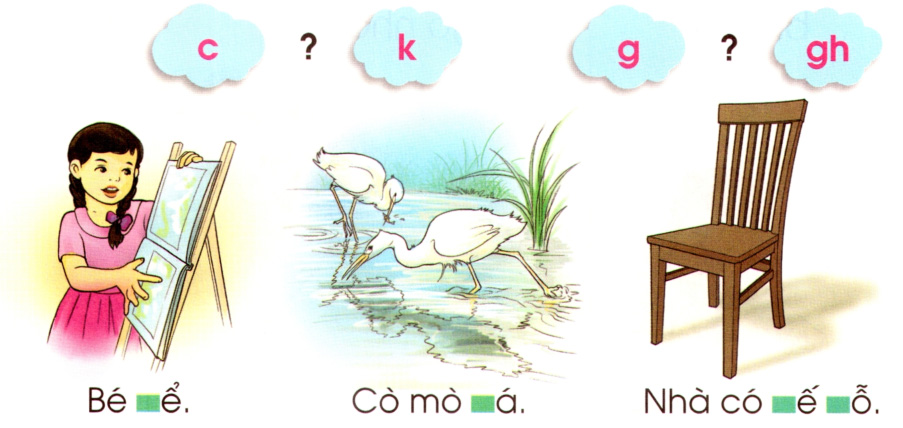 c ? k g ? gh
Bé ■ể. Cò mò ■á. Nhà có ■ế ■ỗ.